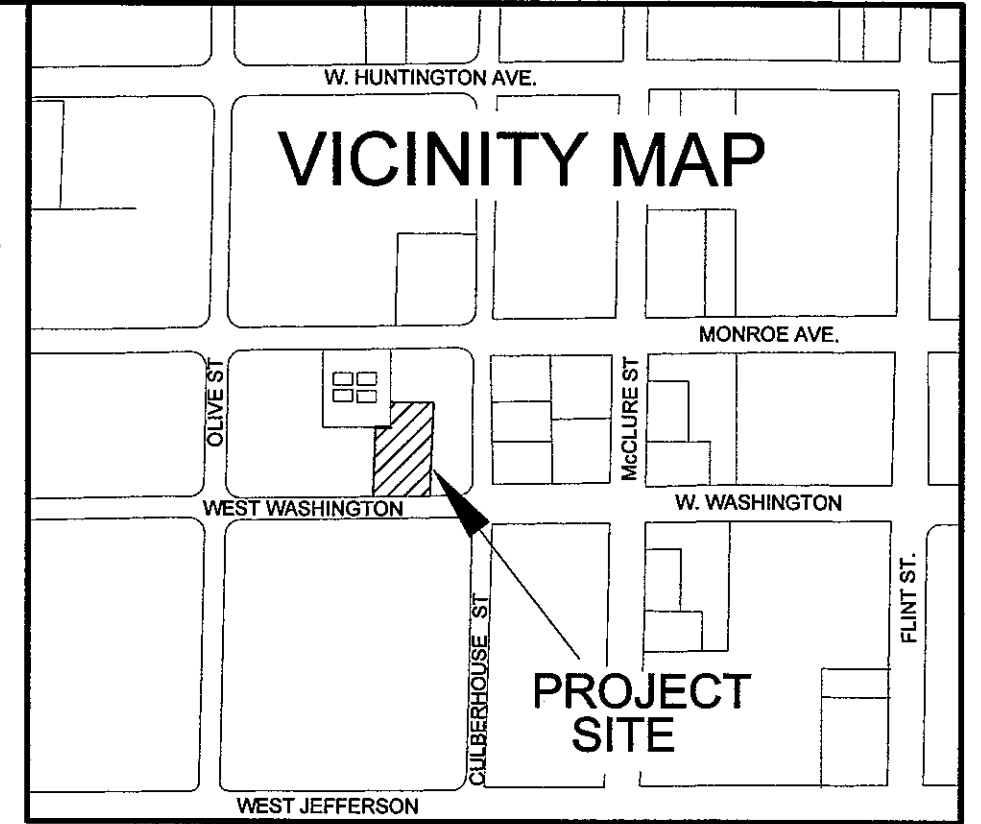 W. HUNTINGTON AVE.
VICINITY MAP
MONROE AVE.
OLIVE ST
McCLURE ST
WEST WASHINGTON
W. WASHINGTON
FLINT ST.
CULBERHOUSE ST
PROJECT
SITE
WEST JEFFERSON